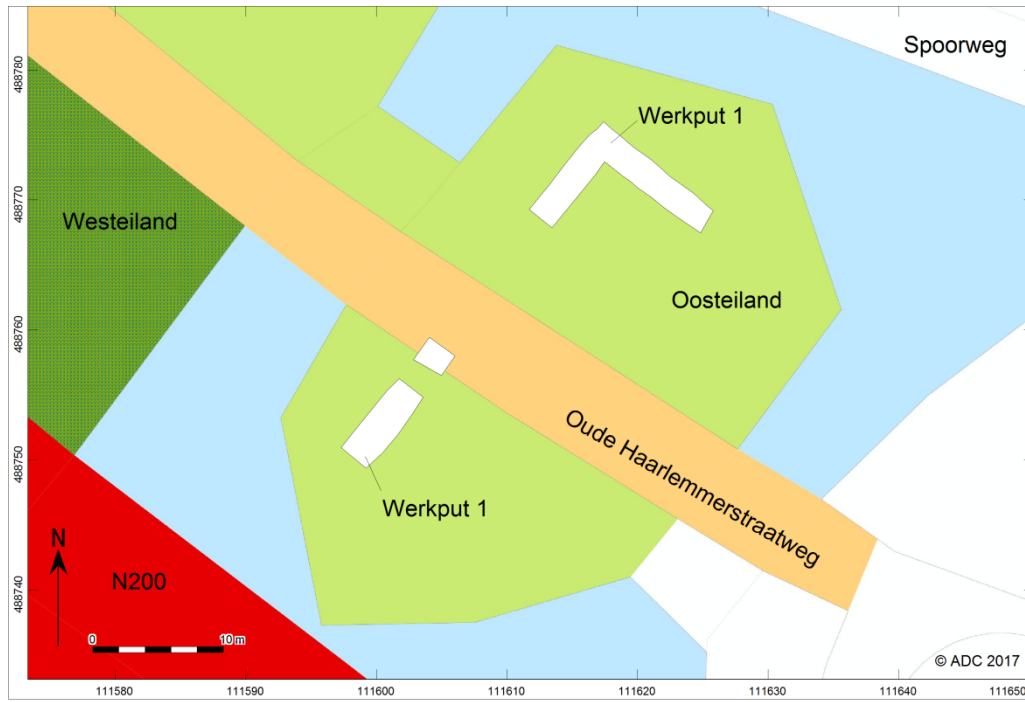 Spoorweg
488780
Werkput 1
488770
Westeiland
Oosteiland
488760
Oude Haarlemmerstraatweg
488750
Werkput 1
N
N200
488740
0
10 m
© ADC 2017
111580
111590
111600
111610
111620
111630
111640
111650